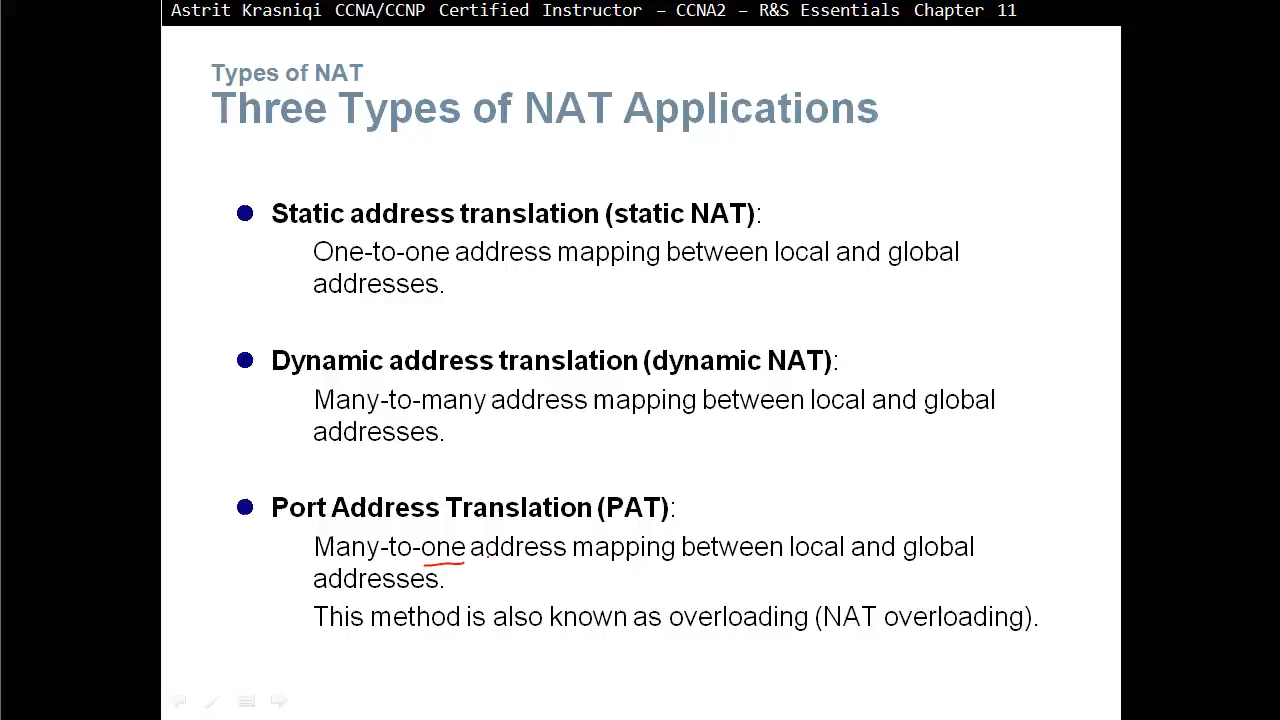 Astrit Krasniqi CCNA/CCNP Certified Instructor – CCNA2 – R&S Essentials Chapter 11
Types of NAT
Three Types of NAT Applications
Static address translation (static NAT):
One-to-one address mapping between local and global
addresses.
Dynamic address translation (dynamic NAT):
Many-to-many address mapping between local and global
addresses.
Port Address Translation (PAT):
Many-to-one address mapping between local and global
addresses.
This method is also known as overloading (NAT overloading).